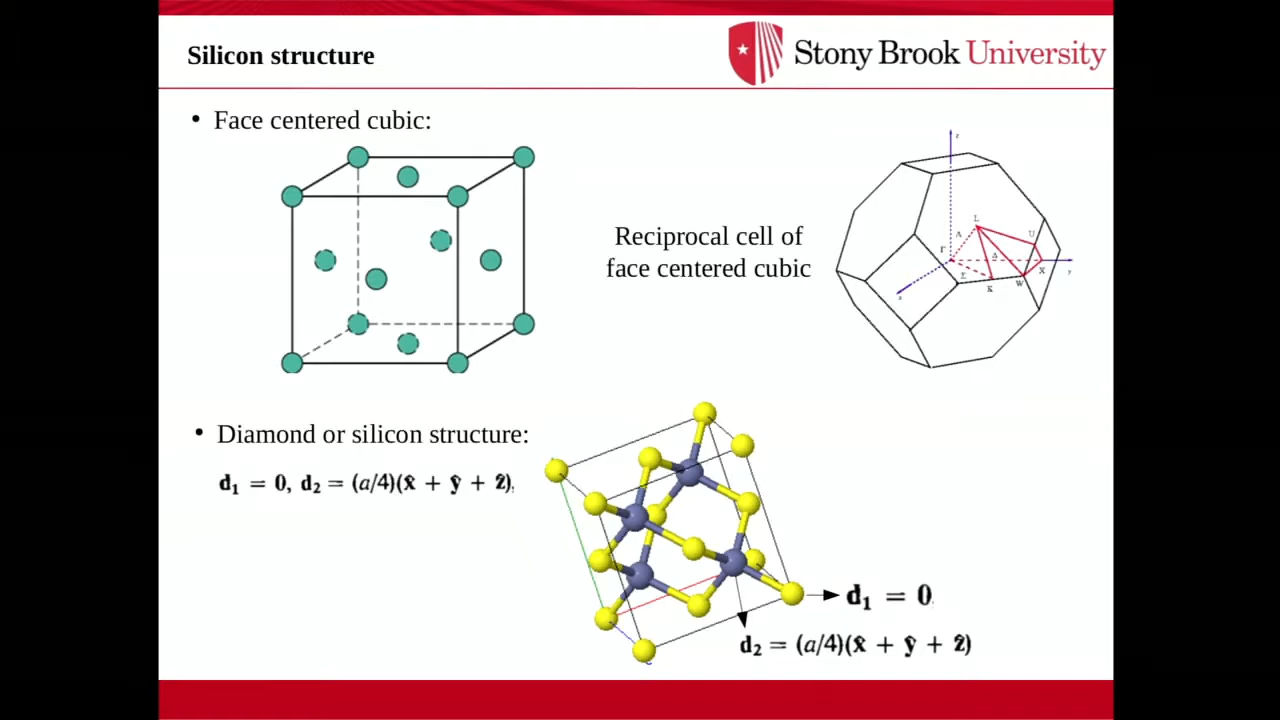 Silicon structure
Stony Brook University
• Face centered cubic:
Reciprocal cell of
face centered cubic
z
L
Λ
U
Γ
Δ
X
y
Σ
K
W
x
• Diamond or silicon structure:
d₁ = 0, d₂ = (a/4)(x̂ + ŷ + ẑ),
d₁ = 0
d₂ = (a/4)(x̂ + ŷ + ẑ)